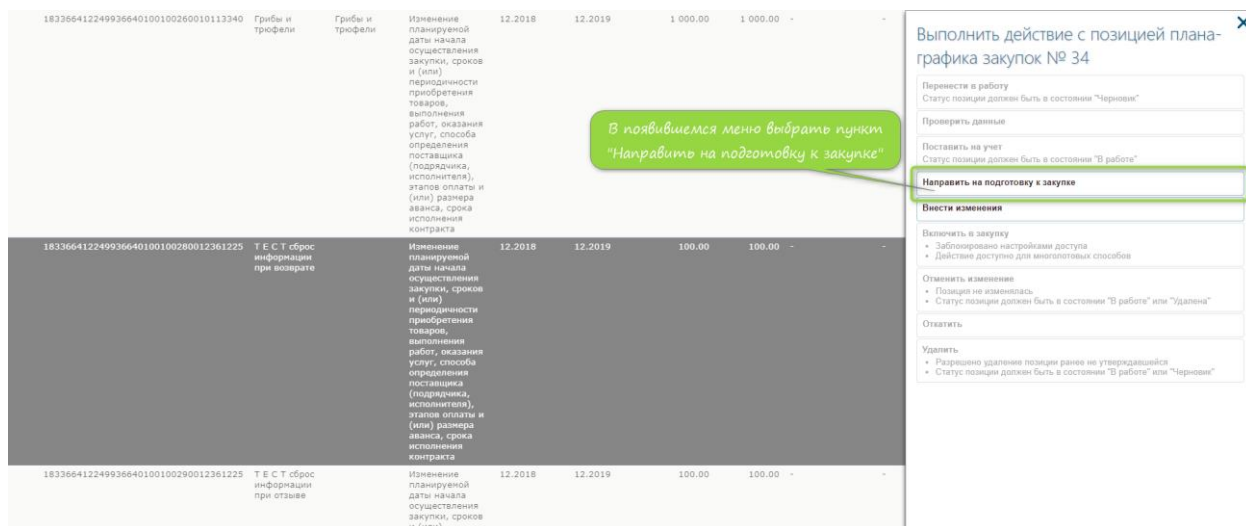 183366412249936640100100260010113340 Грибы и Грибы и Изменение 12.2018 12.2019 1 000.00 1 000.00 - -
трюфели трюфели планируемой
даты начала
осуществления
закупки, сроков
и (или)
периодичности
приобретения
товаров,
выполнения
работ, оказания
услуг, способа
определения
поставщика
(подрядчика,
исполнителя),
этапов оплаты и
(или) размера
аванса, срока
исполнения
контракта
183366412249936640100100280012361225 Т Е С Т сброс Изменение 12.2018 12.2019 100.00 100.00 - -
информации планируемой
при возврате даты начала
осуществления
закупки, сроков
и (или)
периодичности
приобретения
товаров,
выполнения
работ, оказания
услуг, способа
определения
поставщика
(подрядчика,
исполнителя),
этапов оплаты и
(или) размера
аванса, срока
исполнения
контракта
183366412249936640100100290012361225 Т Е С Т сброс Изменение 12.2018 12.2019 100.00 100.00 - -
информации планируемой
при отзыве даты начала
осуществления
закупки, сроков
и (или)
В появившемся меню выбрать пункт
"Направить на подготовку к закупке"
Выполнить действие с позицией плана-
графика закупок № 34
Перенести в работу
Статус позиции должен быть в состоянии "Черновик"
Проверить данные
Поставить на учет
Статус позиции должен быть в состоянии "В работе"
Направить на подготовку к закупке
Внести изменения
Включить в закупку
• Заблокировано настройками доступа
• Действие доступно для многолотовых способов
Отменить изменение
• Позиция не изменялась
• Статус позиции должен быть в состоянии "В работе" или "Удалена"
Откатить
Удалить
• Разрешено удаление позиции ранее не утверждавшейся
• Статус позиции должен быть в состоянии "В работе" или "Черновик"